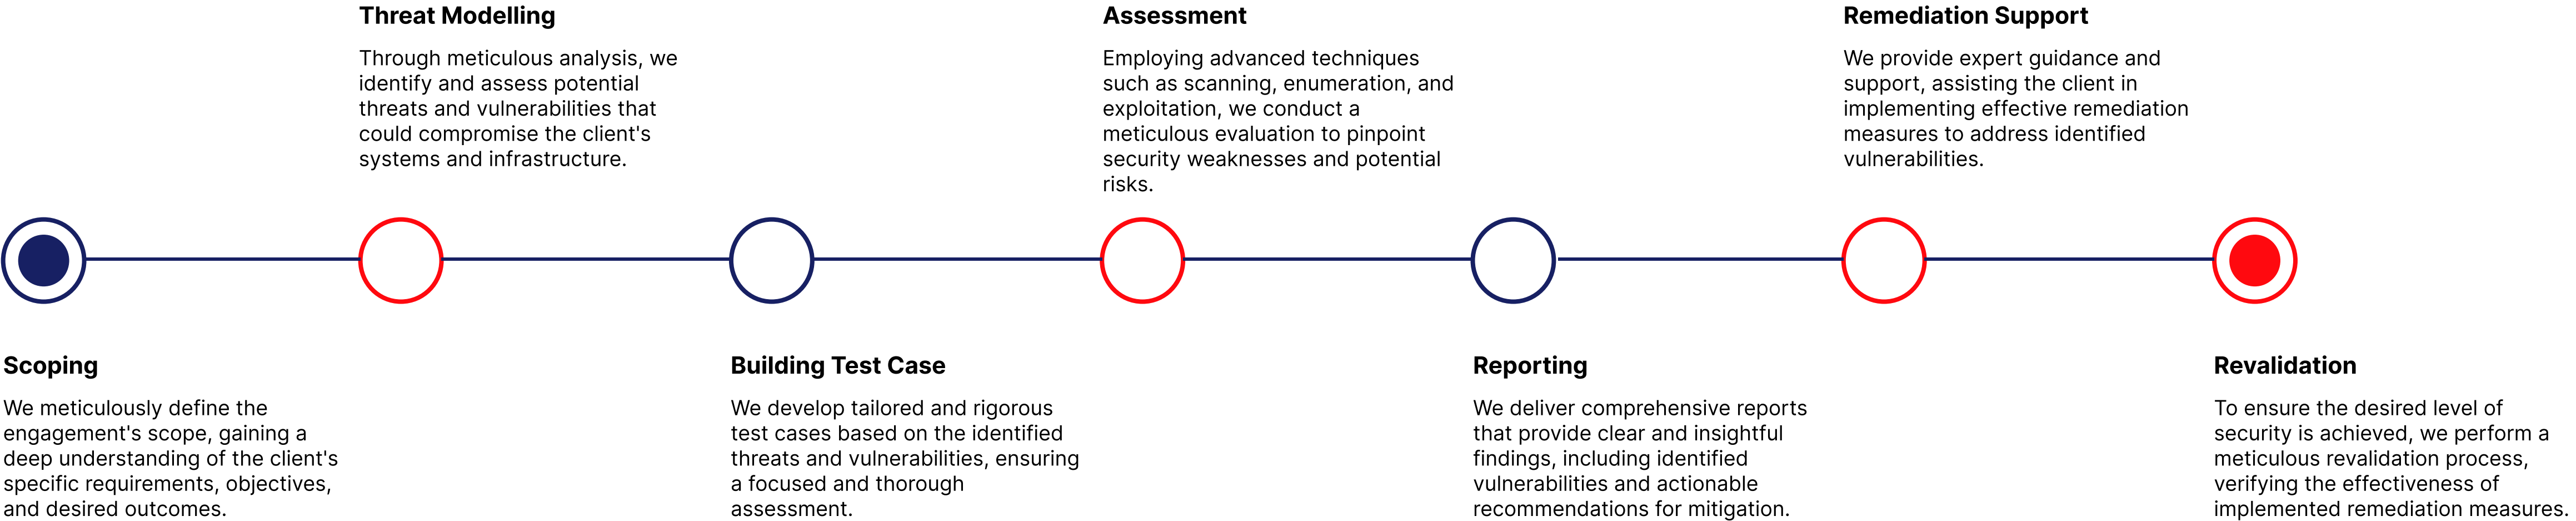 Threat Modelling
Through meticulous analysis, we
identify and assess potential
threats and vulnerabilities that
could compromise the client's
systems and infrastructure.
Assessment
Employing advanced techniques
such as scanning, enumeration, and
exploitation, we conduct a
meticulous evaluation to pinpoint
security weaknesses and potential
risks.
Remediation Support
We provide expert guidance and
support, assisting the client in
implementing effective remediation
measures to address identified
vulnerabilities.
Scoping
We meticulously define the
engagement's scope, gaining a
deep understanding of the client's
specific requirements, objectives,
and desired outcomes.
Building Test Case
We develop tailored and rigorous
test cases based on the identified
threats and vulnerabilities, ensuring
a focused and thorough
assessment.
Reporting
We deliver comprehensive reports
that provide clear and insightful
findings, including identified
vulnerabilities and actionable
recommendations for mitigation.
Revalidation
To ensure the desired level of
security is achieved, we perform a
meticulous revalidation process,
verifying the effectiveness of
implemented remediation measures.